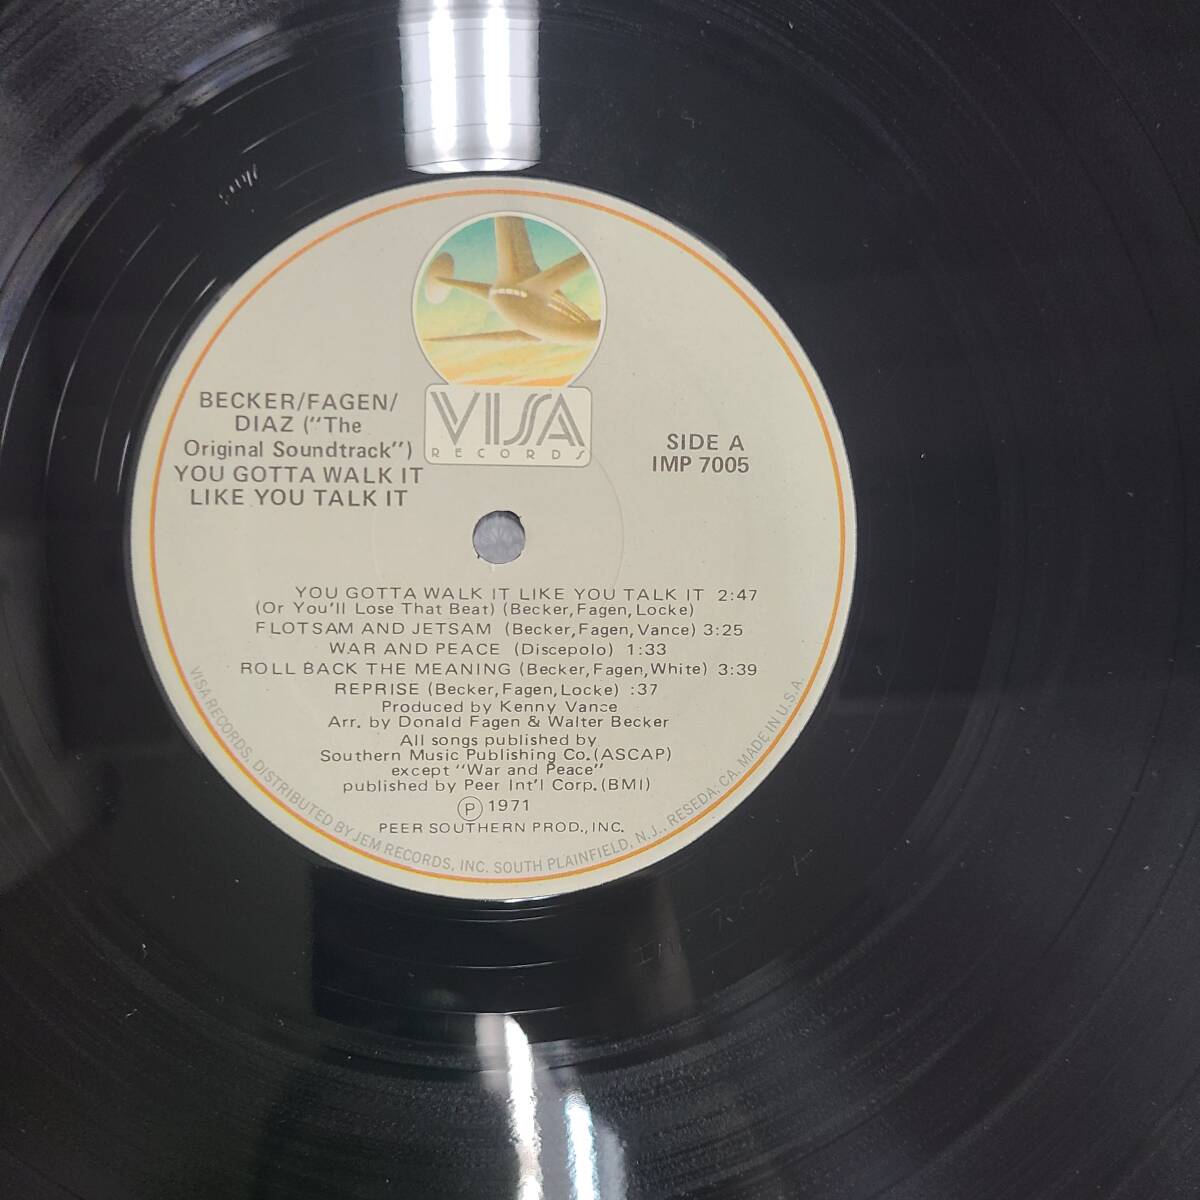 VISA
RECORDS
BECKER/FAGEN/
DIAZ ("The
Original Soundtrack")
YOU GOTTA WALK IT
LIKE YOU TALK IT
SIDE A
IMP 7005
YOU GOTTA WALK IT LIKE YOU TALK IT 2:47
(Or You'll Lose That Beat) (Becker, Fagen, Locke)
FLOTSAM AND JETSAM (Becker, Fagen, Vance) 3:25
WAR AND PEACE (Discepolo) 1:33
ROLL BACK THE MEANING (Becker, Fagen, White) 3:39
REPRISE (Becker, Fagen, Locke) :37
Produced by Kenny Vance
Arr. by Donald Fagen & Walter Becker
All songs published by
Southern Music Publishing Co. (ASCAP)
except "War and Peace"
published by Peer Int'l Corp. (BMI)
Ⓟ 1971
PEER SOUTHERN PROD., INC.
VISA RECORDS, DISTRIBUTED BY JEM RECORDS, INC. SOUTH PLAINFIELD, N.J., RESEDA, CA. MADE IN U.S.A.